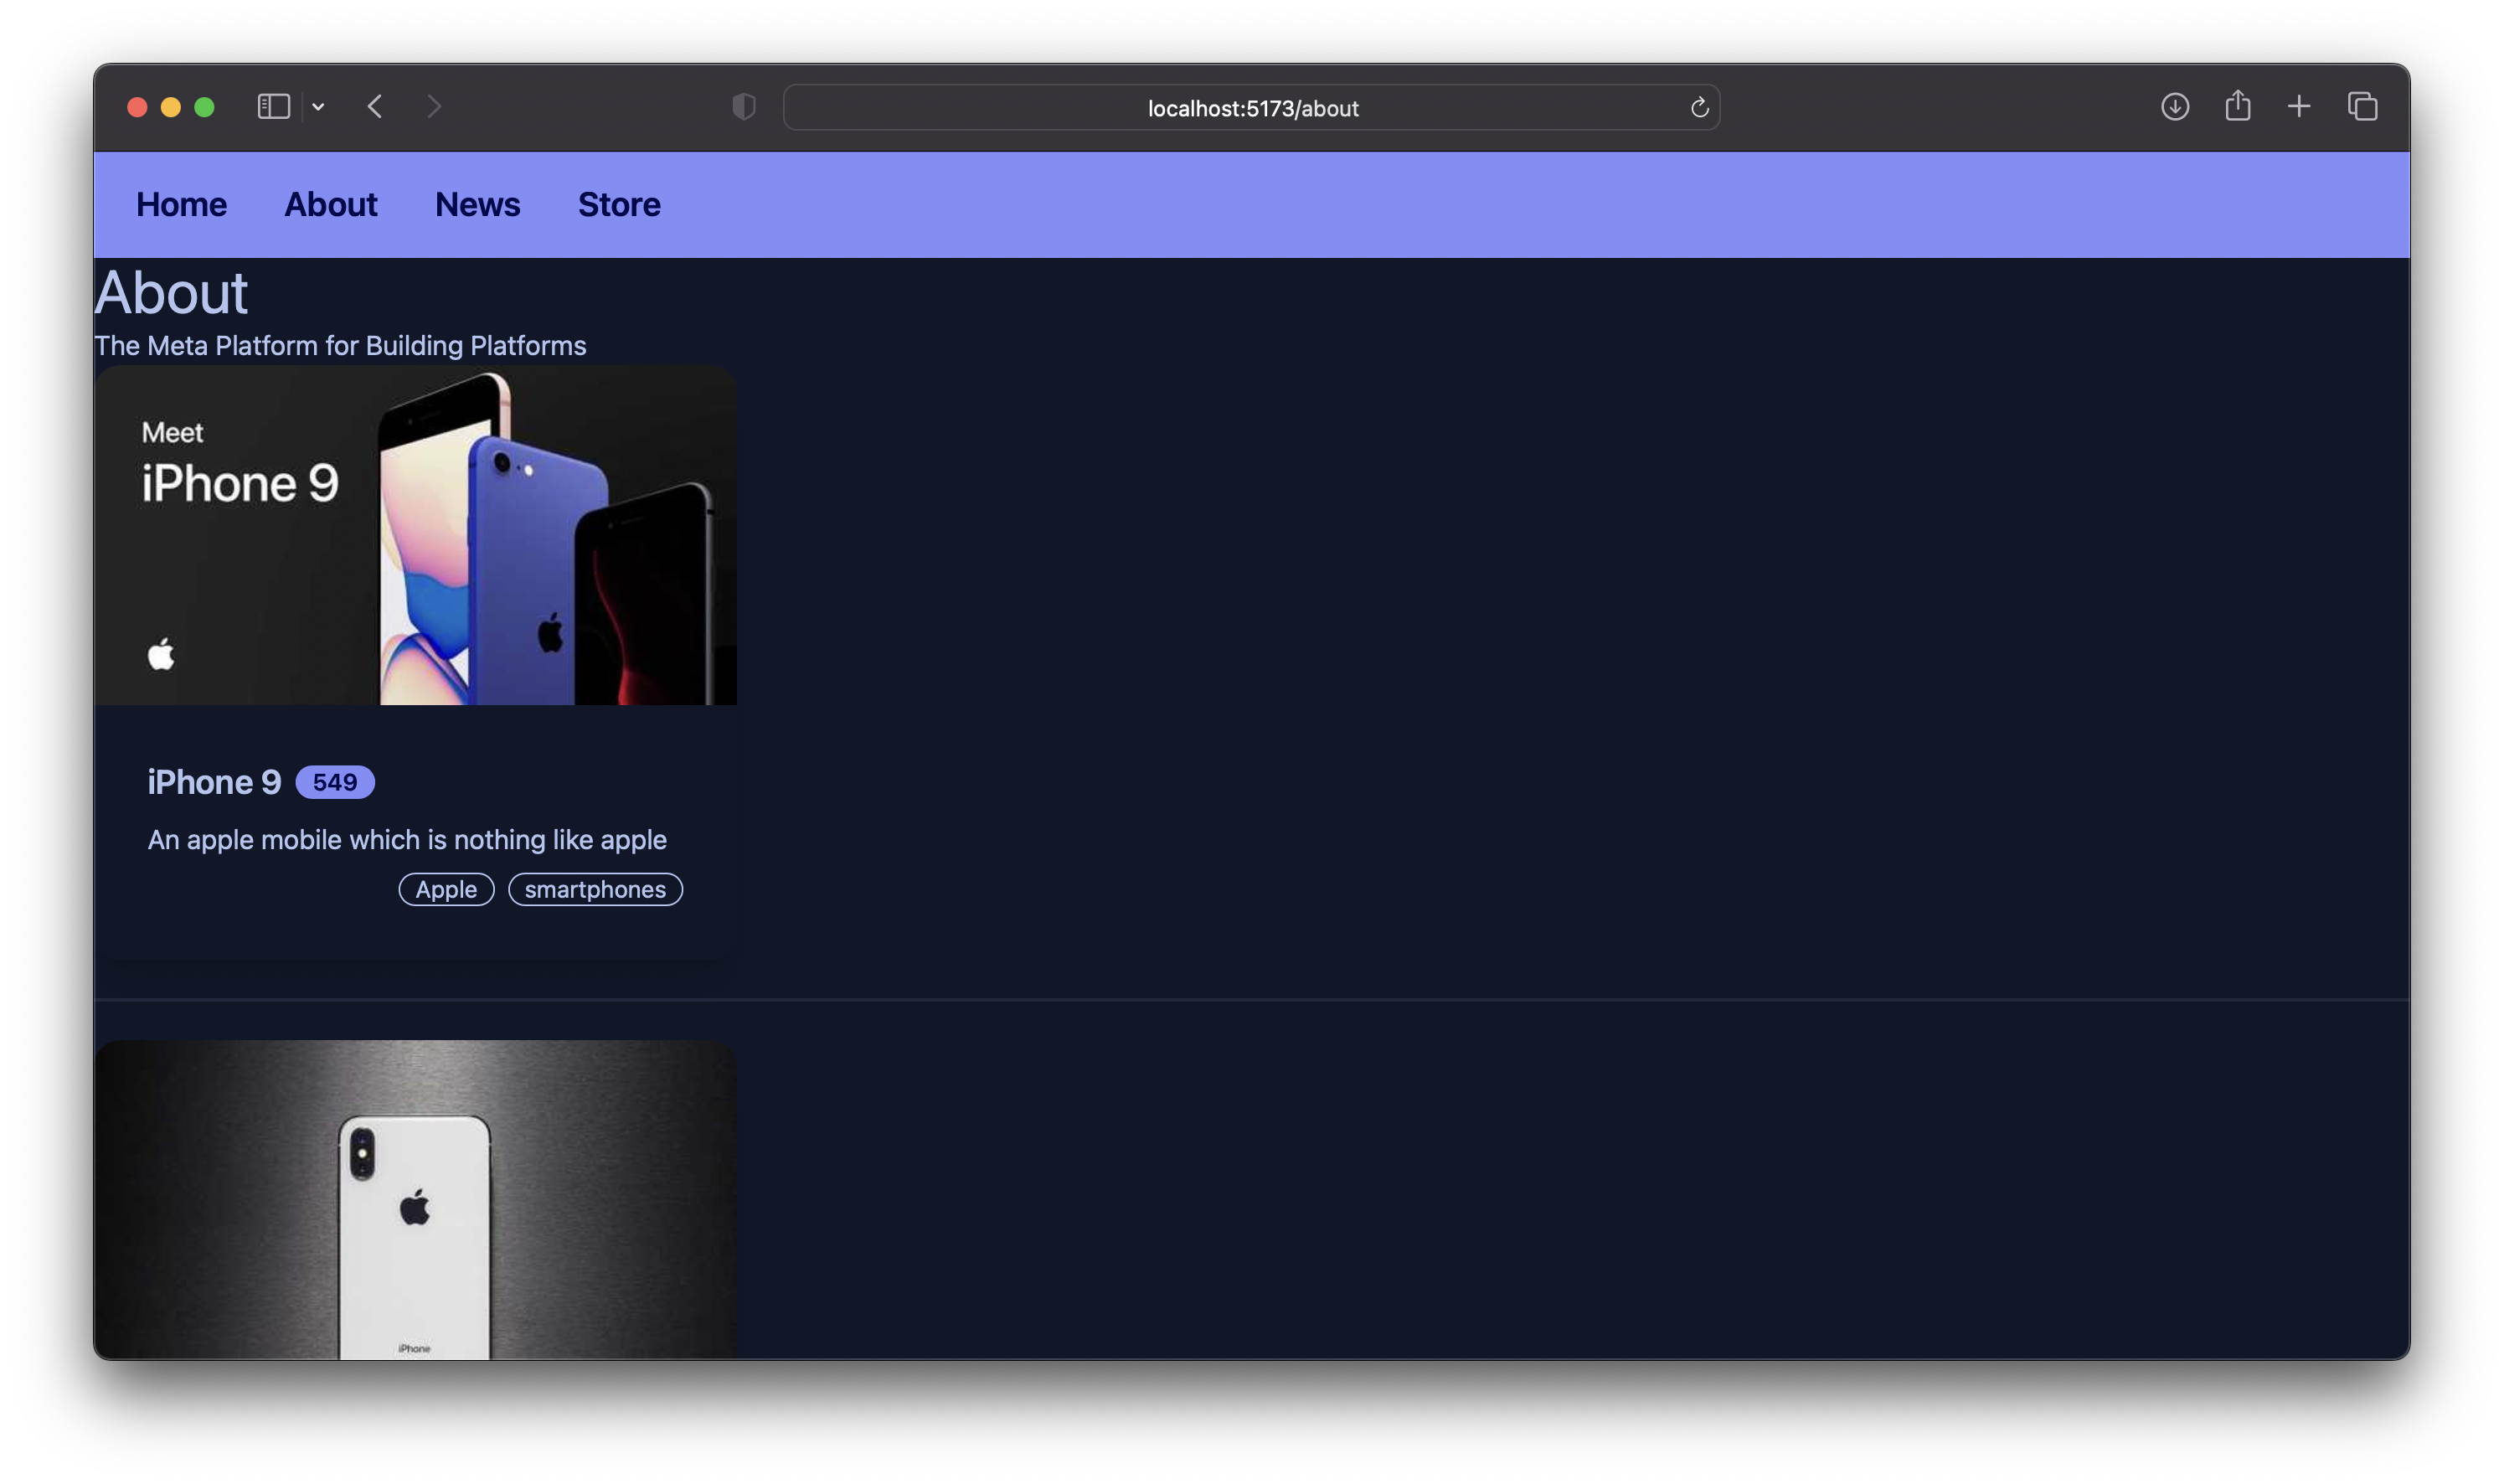 localhost:5173/about
Home About News Store
About
The Meta Platform for Building Platforms
Meet
iPhone 9
iPhone 9 549
An apple mobile which is nothing like apple
Apple smartphones
iPhone